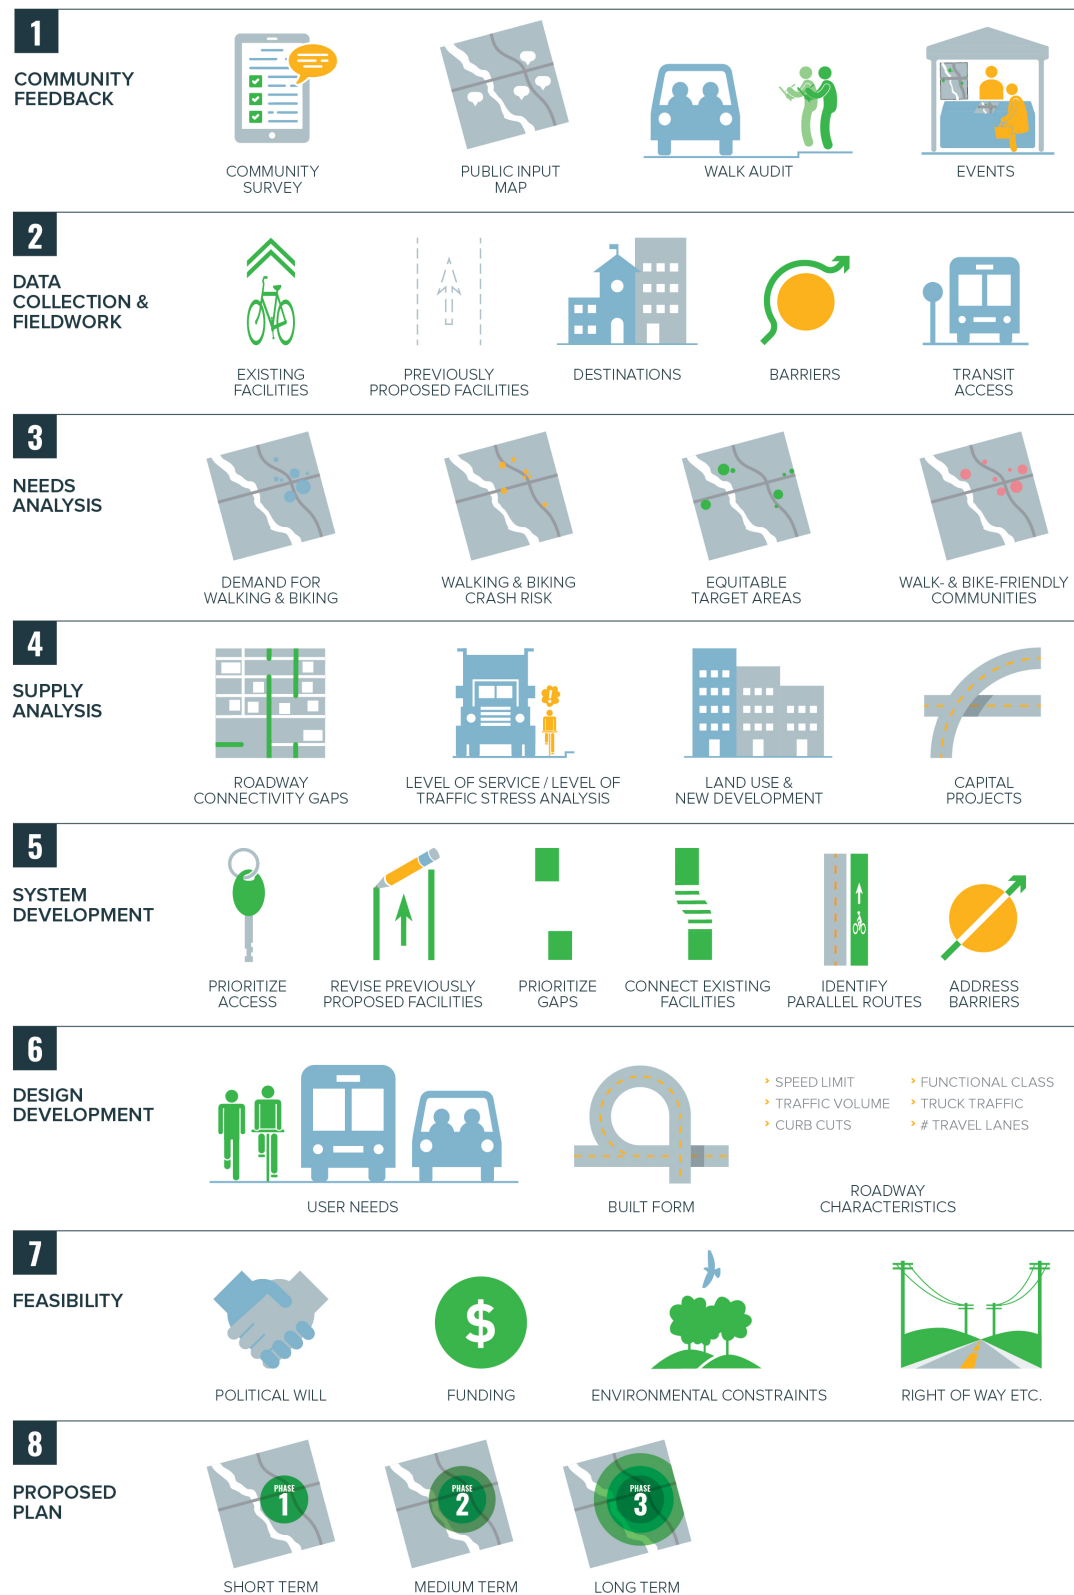 1
COMMUNITY
FEEDBACK
COMMUNITY
SURVEY
PUBLIC INPUT
MAP
WALK AUDIT
EVENTS
2
DATA
COLLECTION &
FIELDWORK
EXISTING
FACILITIES
PREVIOUSLY
PROPOSED FACILITIES
DESTINATIONS
BARRIERS
TRANSIT
ACCESS
3
NEEDS
ANALYSIS
DEMAND FOR
WALKING & BIKING
WALKING & BIKING
CRASH RISK
EQUITABLE
TARGET AREAS
WALK- & BIKE-FRIENDLY
COMMUNITIES
4
SUPPLY
ANALYSIS
!
ROADWAY
CONNECTIVITY GAPS
LEVEL OF SERVICE / LEVEL OF
TRAFFIC STRESS ANALYSIS
LAND USE &
NEW DEVELOPMENT
CAPITAL
PROJECTS
5
SYSTEM
DEVELOPMENT
PRIORITIZE
ACCESS
REVISE PREVIOUSLY
PROPOSED FACILITIES
PRIORITIZE
GAPS
CONNECT EXISTING
FACILITIES
IDENTIFY
PARALLEL ROUTES
ADDRESS
BARRIERS
6
DESIGN
DEVELOPMENT
USER NEEDS
BUILT FORM
› SPEED LIMIT
› TRAFFIC VOLUME
› CURB CUTS
› FUNCTIONAL CLASS
› TRUCK TRAFFIC
› # TRAVEL LANES
ROADWAY
CHARACTERISTICS
7
FEASIBILITY
$
POLITICAL WILL
FUNDING
ENVIRONMENTAL CONSTRAINTS
RIGHT OF WAY ETC.
8
PROPOSED
PLAN
PHASE
1
SHORT TERM
PHASE
2
MEDIUM TERM
PHASE
3
LONG TERM